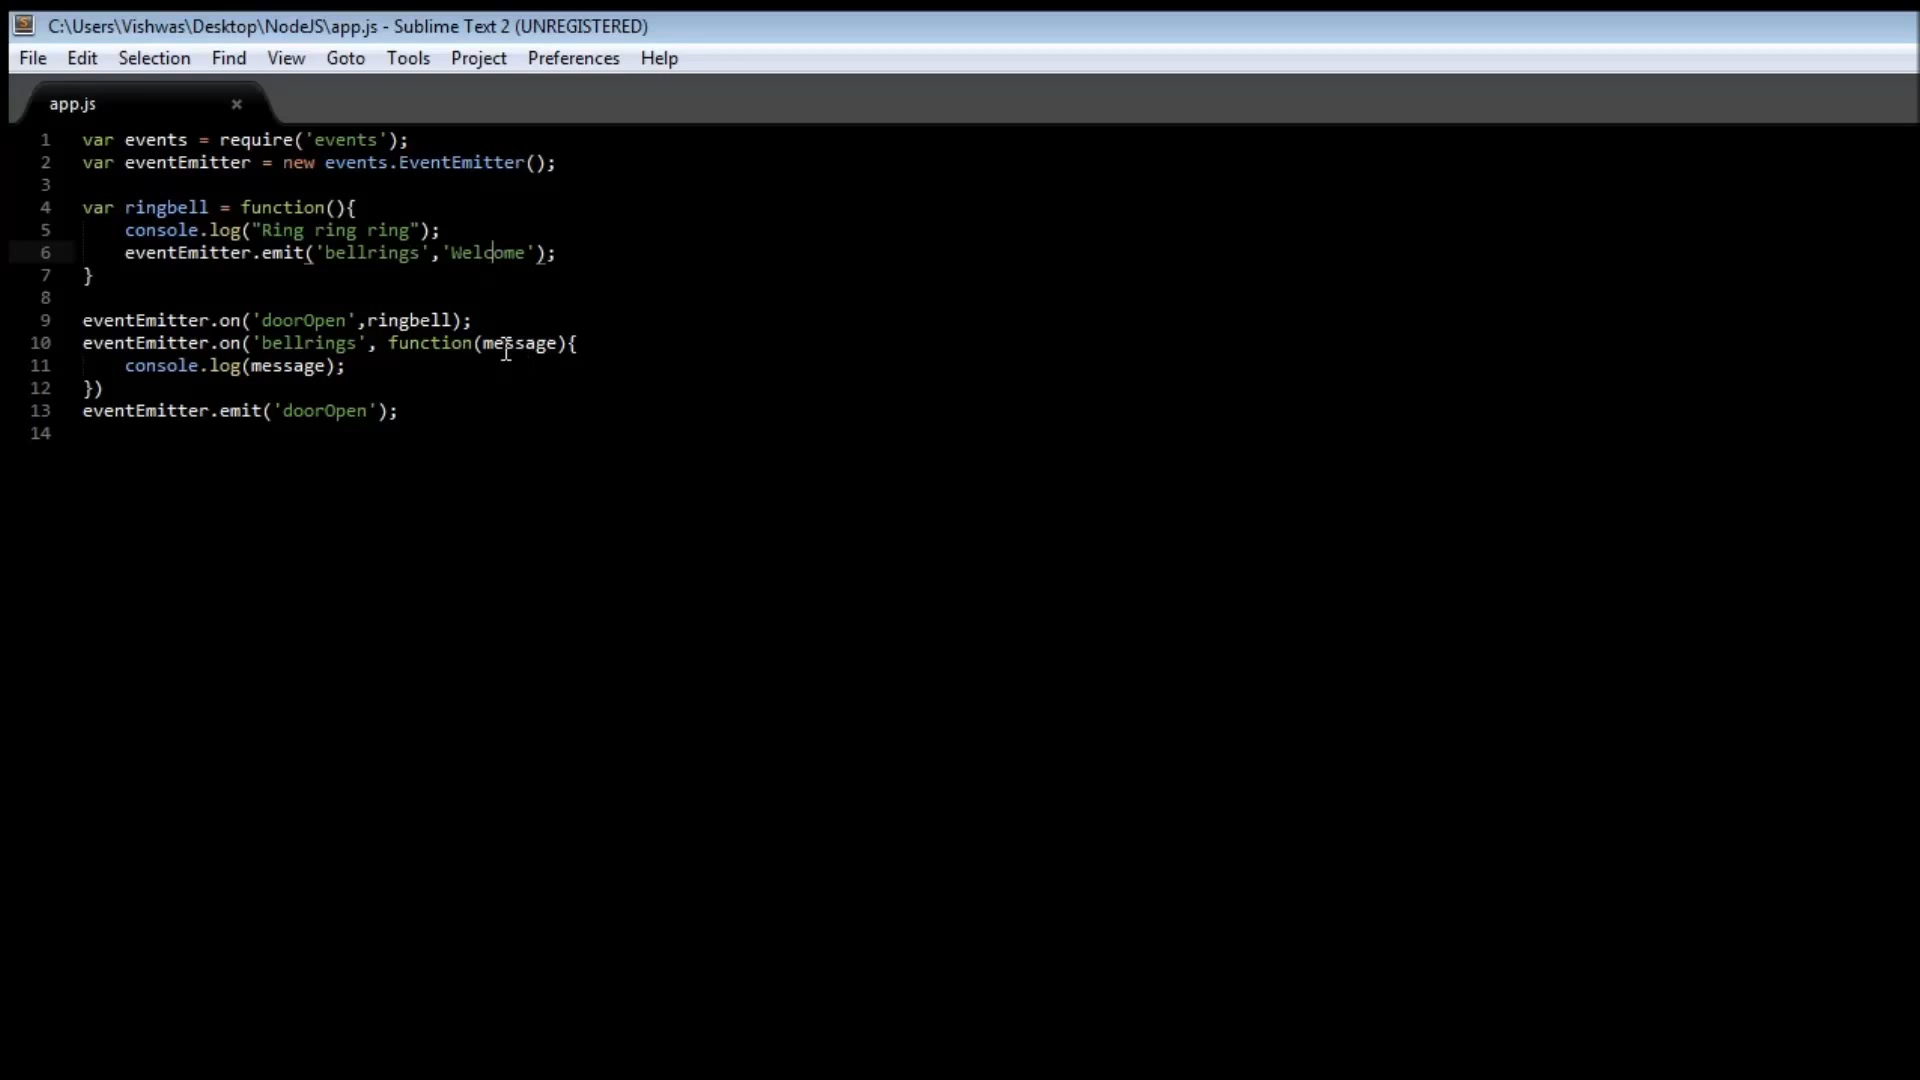 C:\Users\Vishwas\Desktop\NodeJS\app.js - Sublime Text 2 (UNREGISTERED)
File Edit Selection Find View Goto Tools Project Preferences Help
app.js ×
1 var events = require('events');
2 var eventEmitter = new events.EventEmitter();
3
4 var ringbell = function(){
5     console.log("Ring ring ring");
6     eventEmitter.emit('bellrings','Welcome');
7 }
8
9 eventEmitter.on('doorOpen',ringbell);
10 eventEmitter.on('bellrings', function(message){
11     console.log(message);
12 })
13 eventEmitter.emit('doorOpen');
14